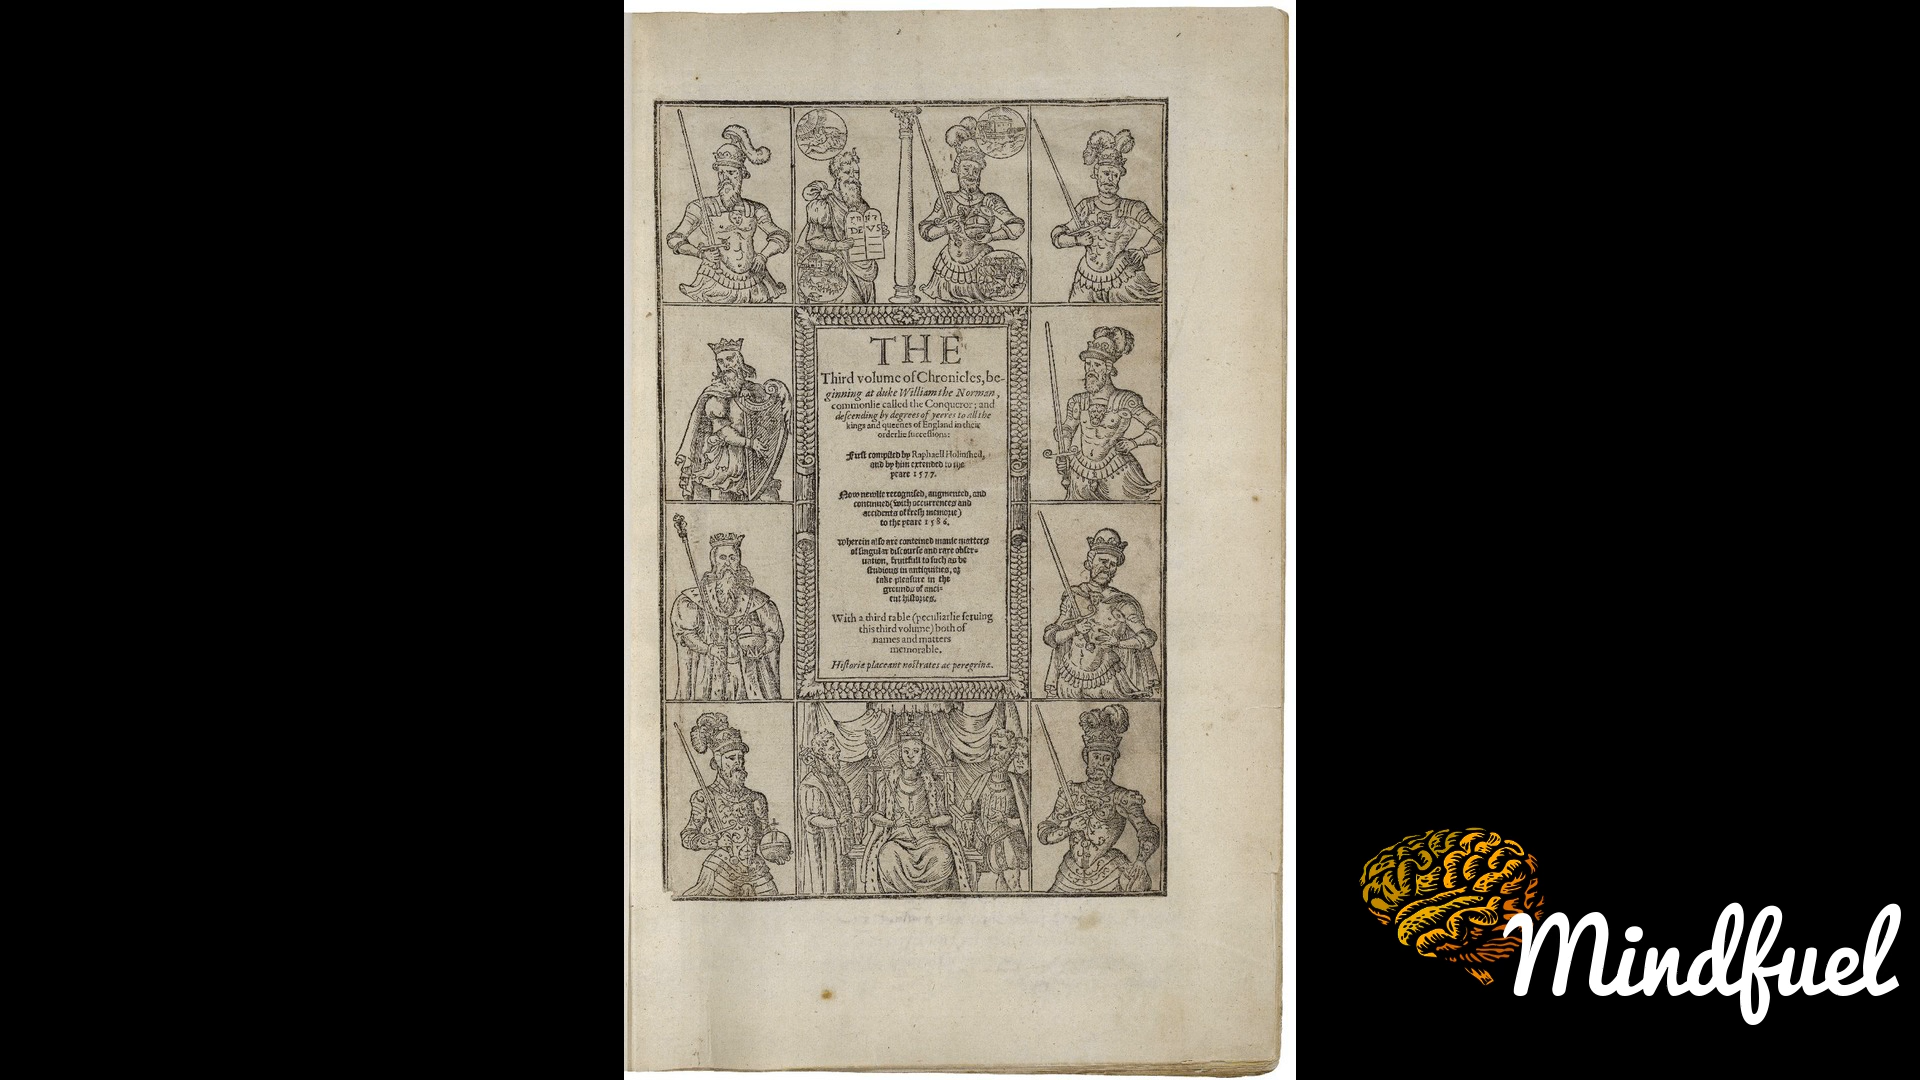 THE
Third volume of Chronicles, be-
ginning at duke William the Norman,
commonlie called the Conqueror; and
descending by degrees of yeeres to all the
kings and queenes of England in their
orderlie successions:
First compiled by Raphaell Holinshed,
and by him extended to the
yeare 1577.
Now newlie recognised, augmented, and
continued (with occurrences and
accidents of fresh memorie)
to the yeare 1586.
Wherein also are conteined manie matters
of singular discourse and rare obser-
uation, fruitfull to such as be
studious in antiquities, or
take pleasure in the
grounds of anci-
ent histories.
With a third table (peculiarlie seruing
this third volume) both of
names and matters
memorable.
Historiæ placeant nostrates ac peregrinæ.
DEVS
Mindfuel